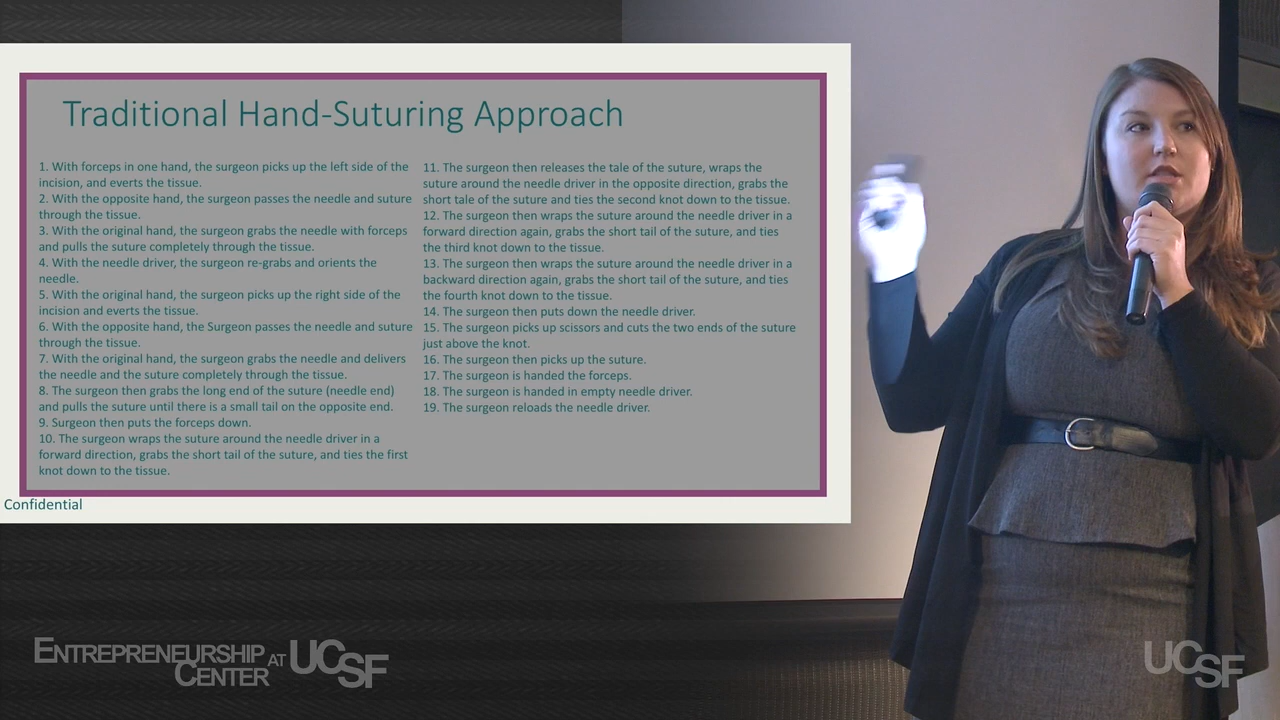 Traditional Hand-Suturing Approach
1. With forceps in one hand, the surgeon picks up the left side of the
incision, and everts the tissue.
2. With the opposite hand, the surgeon passes the needle and suture
through the tissue.
3. With the original hand, the surgeon grabs the needle with forceps
and pulls the suture completely through the tissue.
4. With the needle driver, the surgeon re-grabs and orients the
needle.
5. With the original hand, the surgeon picks up the right side of the
incision and everts the tissue.
6. With the opposite hand, the Surgeon passes the needle and suture
through the tissue.
7. With the original hand, the surgeon grabs the needle and delivers
the needle and the suture completely through the tissue.
8. The surgeon then grabs the long end of the suture (needle end)
and pulls the suture until there is a small tail on the opposite end.
9. Surgeon then puts the forceps down.
10. The surgeon wraps the suture around the needle driver in a
forward direction, grabs the short tail of the suture, and ties the first
knot down to the tissue.
11. The surgeon then releases the tale of the suture, wraps the
suture around the needle driver in the opposite direction, grabs the
short tale of the suture and ties the second knot down to the tissue.
12. The surgeon then wraps the suture around the needle driver in a
forward direction again, grabs the short tail of the suture, and ties
the third knot down to the tissue.
13. The surgeon then wraps the suture around the needle driver in a
backward direction again, grabs the short tail of the suture, and ties
the fourth knot down to the tissue.
14. The surgeon then puts down the needle driver.
15. The surgeon picks up scissors and cuts the two ends of the suture
just above the knot.
16. The surgeon then picks up the suture.
17. The surgeon is handed the forceps.
18. The surgeon is handed in empty needle driver.
19. The surgeon reloads the needle driver.
Confidential
ENTREPRENEURSHIP
CENTER AT UCSF
UCSF